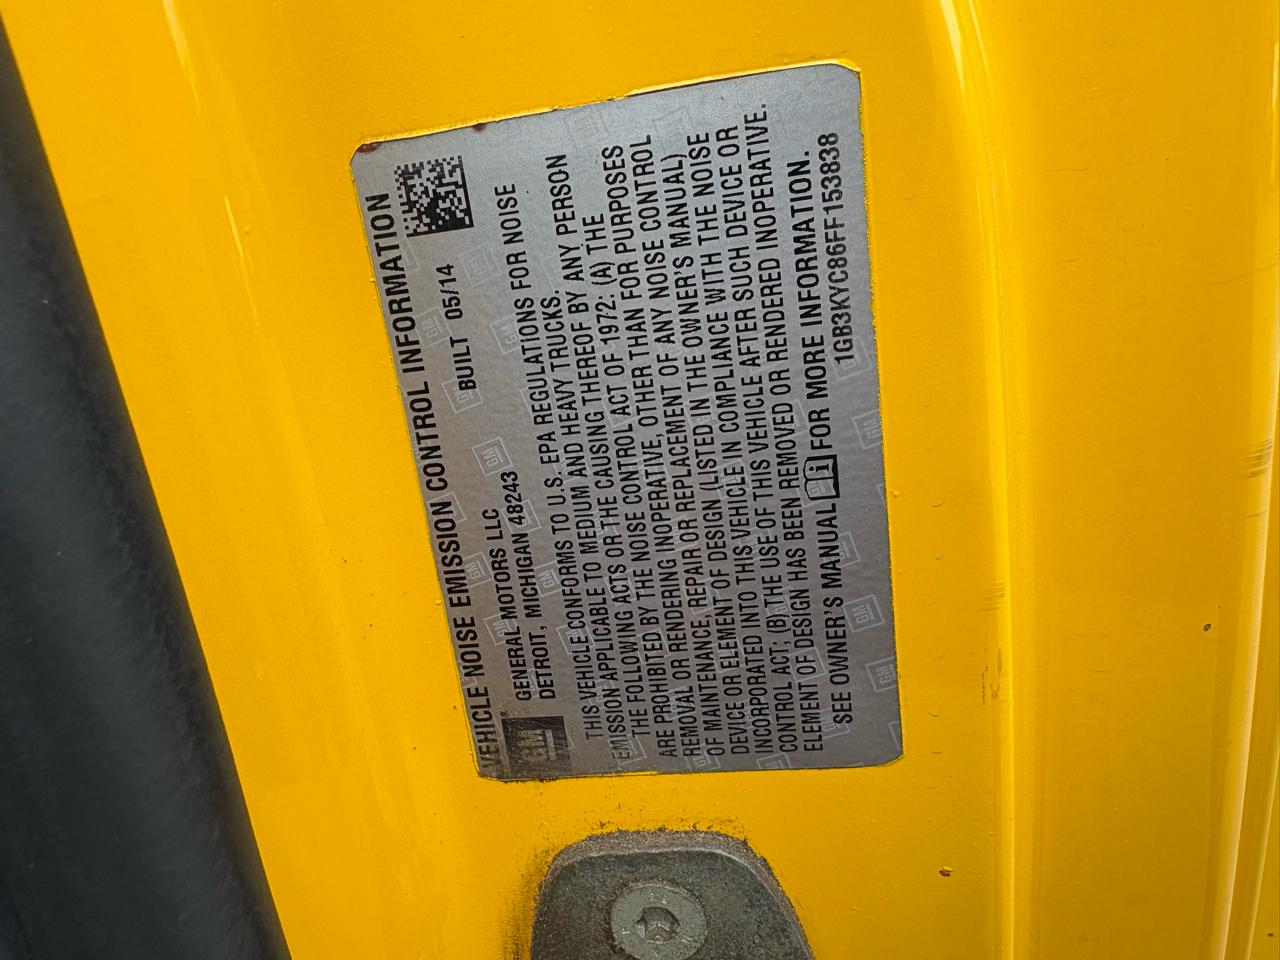 VEHICLE NOISE EMISSION CONTROL INFORMATION
GM
GENERAL MOTORS LLC
DETROIT, MICHIGAN 48243
BUILT 05/14
THIS VEHICLE CONFORMS TO U.S. EPA REGULATIONS FOR NOISE
EMISSION APPLICABLE TO MEDIUM AND HEAVY TRUCKS.
THE FOLLOWING ACTS OR THE CAUSING THEREOF BY ANY PERSON
ARE PROHIBITED BY THE NOISE CONTROL ACT OF 1972: (A) THE
REMOVAL OR RENDERING INOPERATIVE, OTHER THAN FOR PURPOSES
OF MAINTENANCE, REPAIR OR REPLACEMENT OF ANY NOISE CONTROL
DEVICE OR ELEMENT OF DESIGN (LISTED IN THE OWNER'S MANUAL)
INCORPORATED INTO THIS VEHICLE IN COMPLIANCE WITH THE NOISE
CONTROL ACT; (B) THE USE OF THIS VEHICLE AFTER SUCH DEVICE OR
ELEMENT OF DESIGN HAS BEEN REMOVED OR RENDERED INOPERATIVE.
SEE OWNER'S MANUAL FOR MORE INFORMATION.
1GB3KYC86FF153838